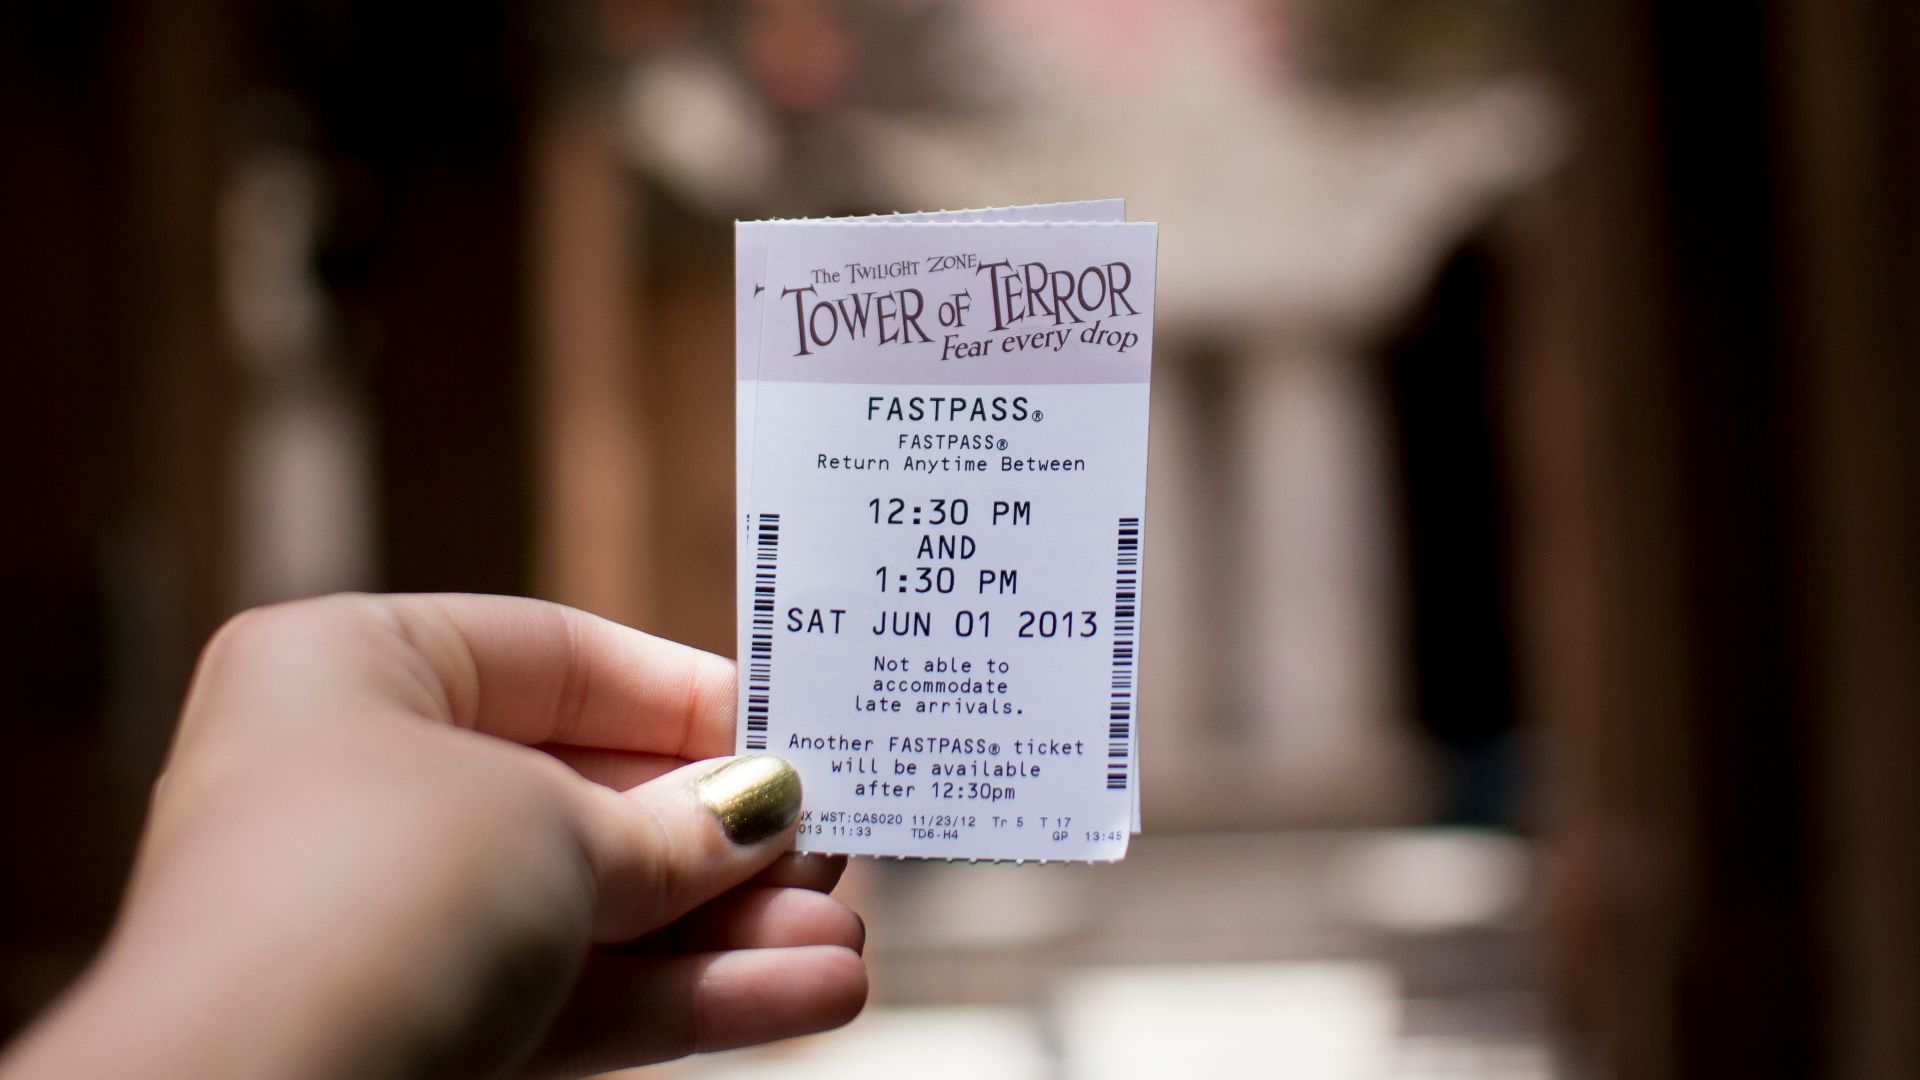 The TWILIGHT ZONE
TOWER OF TERROR
Fear every drop
FASTPASS®
FASTPASS®
Return Anytime Between
12:30 PM
AND
1:30 PM
SAT JUN 01 2013
Not able to
accommodate
late arrivals.
Another FASTPASS® ticket
will be available
after 12:30pm
WST:CAS020 11/23/12 Tr 5 T 17
11:33 TD6-H4 GP 13:45